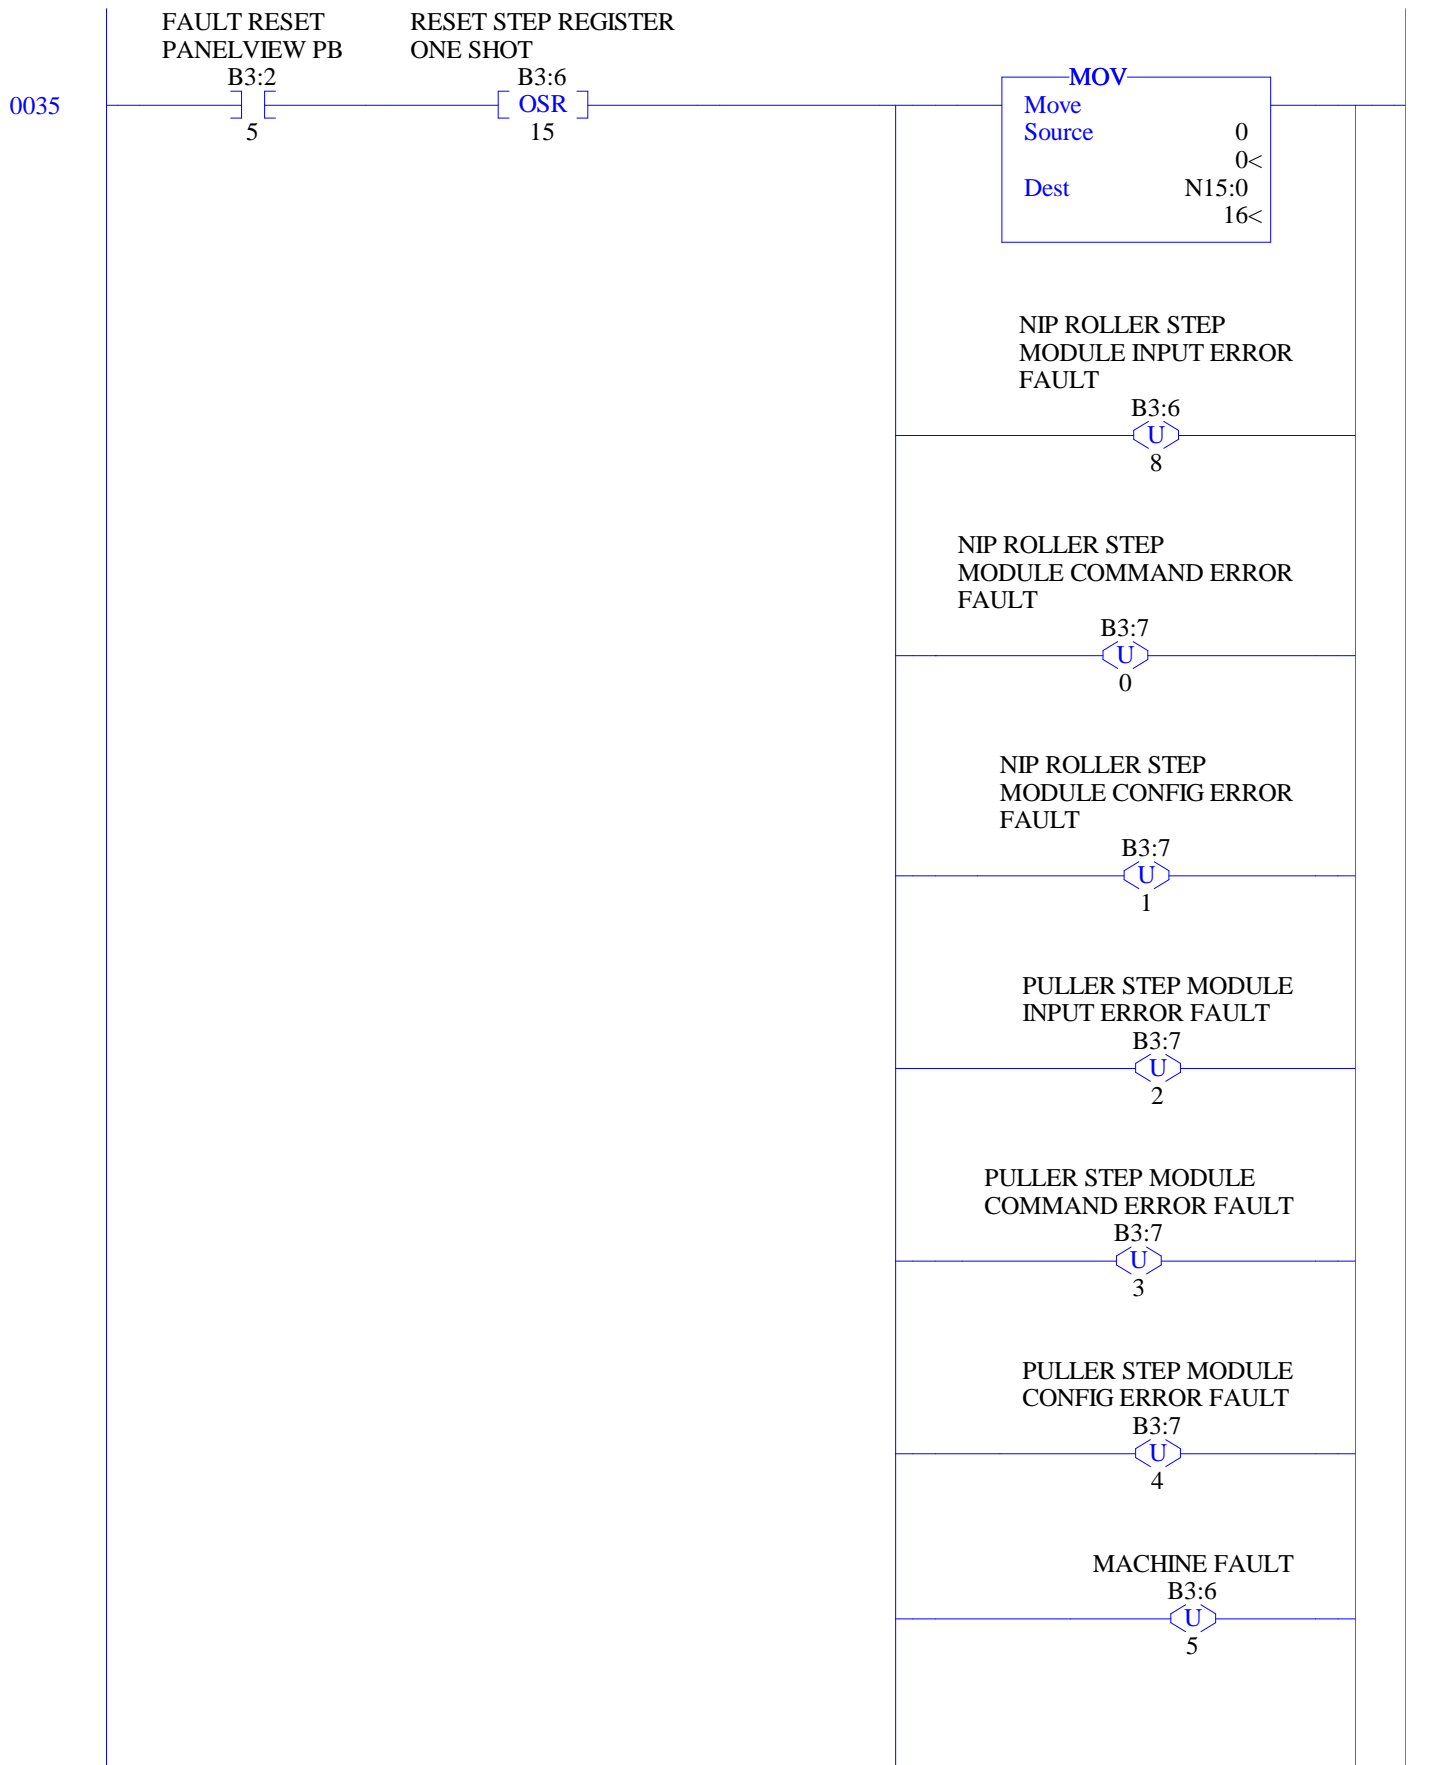 FAULT RESET
PANELVIEW PB
B3:2
5
RESET STEP REGISTER
ONE SHOT
B3:6
OSR
15
0035
MOV
Move
Source 0
0<
Dest N15:0
16<
NIP ROLLER STEP
MODULE INPUT ERROR
FAULT
B3:6
U
8
NIP ROLLER STEP
MODULE COMMAND ERROR
FAULT
B3:7
U
0
NIP ROLLER STEP
MODULE CONFIG ERROR
FAULT
B3:7
U
1
PULLER STEP MODULE
INPUT ERROR FAULT
B3:7
U
2
PULLER STEP MODULE
COMMAND ERROR FAULT
B3:7
U
3
PULLER STEP MODULE
CONFIG ERROR FAULT
B3:7
U
4
MACHINE FAULT
B3:6
U
5